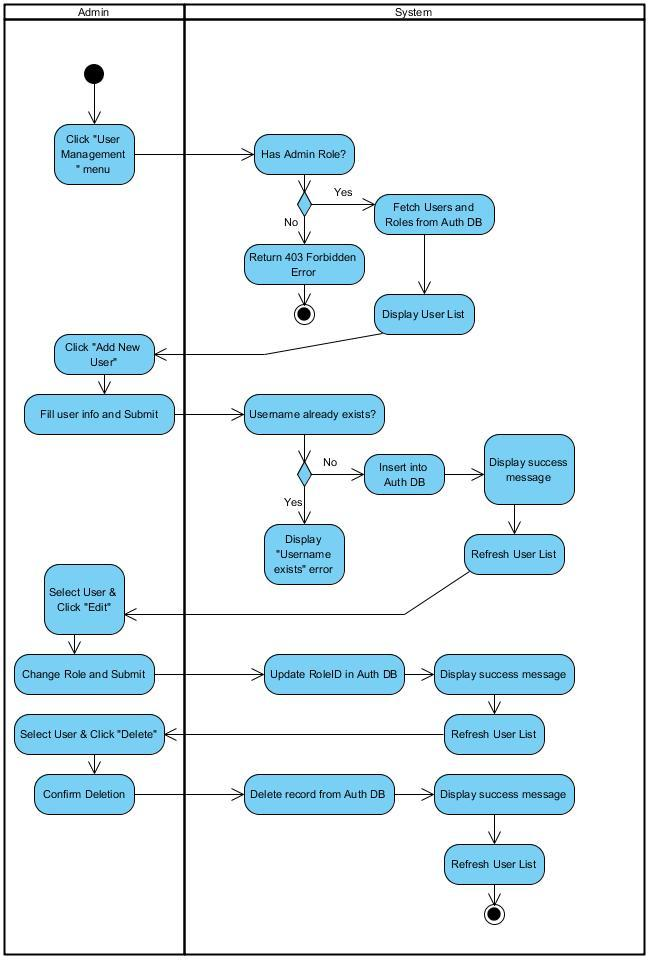 Admin
System
Click "User
Management
" menu
Has Admin Role?
Yes
Fetch Users and
Roles from Auth DB
No
Return 403 Forbidden
Error
Display User List
Click "Add New
User"
Fill user info and Submit
Username already exists?
No
Insert into
Auth DB
Display success
message
Yes
Display
"Username
exists" error
Refresh User List
Select User &
Click "Edit"
Change Role and Submit
Update RoleID in Auth DB
Display success message
Select User & Click "Delete"
Refresh User List
Confirm Deletion
Delete record from Auth DB
Display success message
Refresh User List